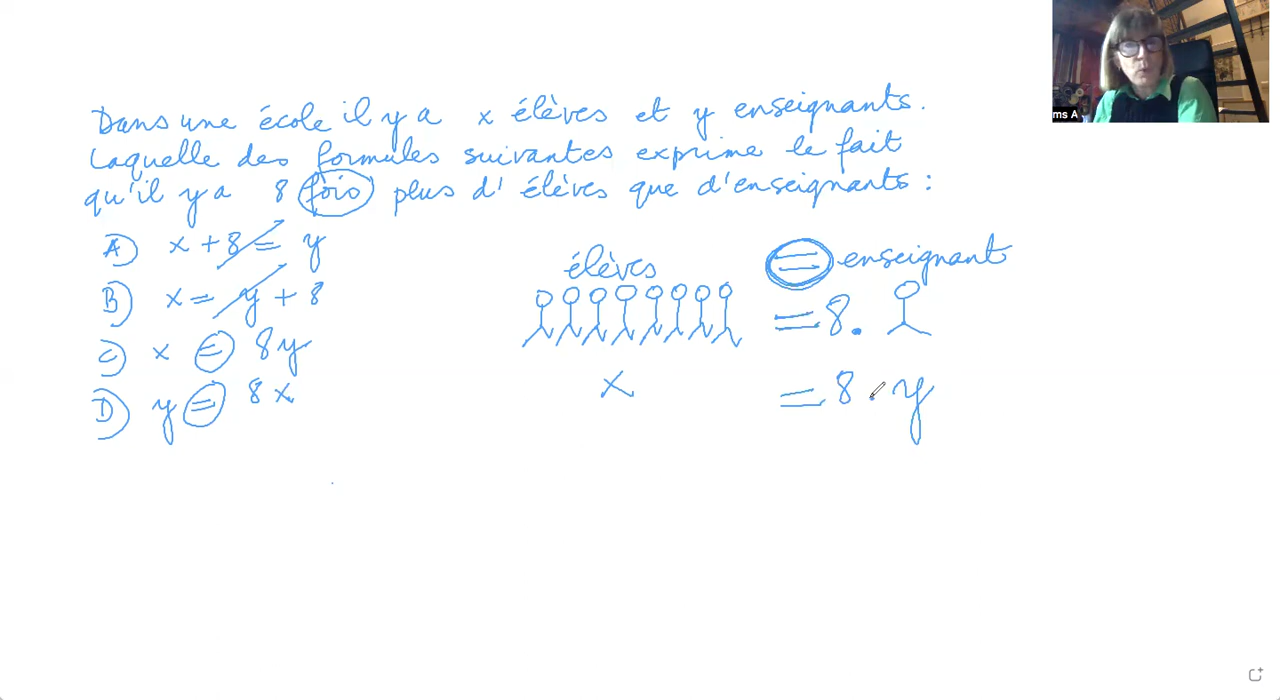 Dans une école il y a x élèves et y enseignants.
Laquelle des formules suivantes exprime le fait
qu'il y a 8 fois plus d'élèves que d'enseignants :
A) x + 8 = y
B) x = y + 8
C) x = 8y
D) y = 8x
élèves = enseignant
= 8.
x = 8. y
ms A